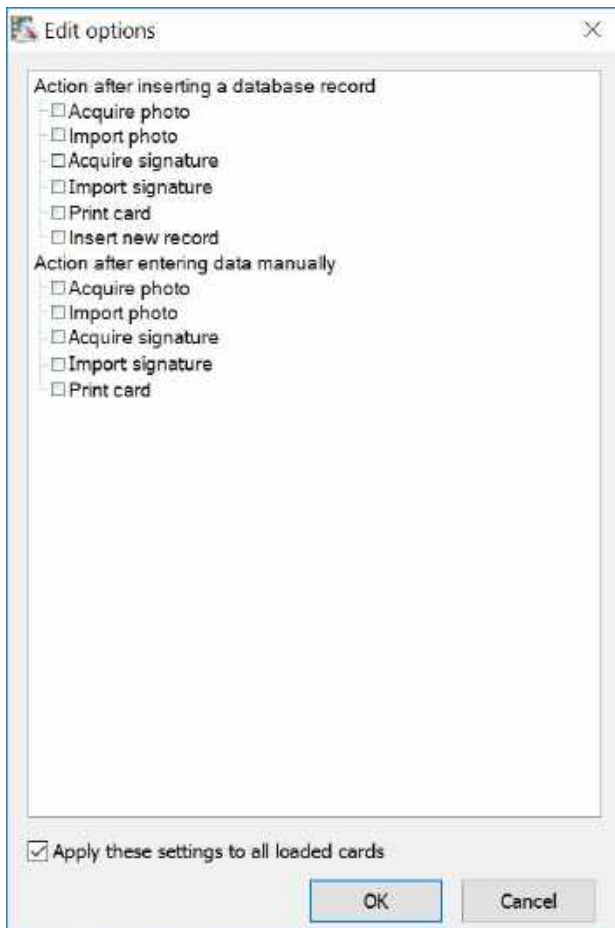 Edit options
Action after inserting a database record
Acquire photo
Import photo
Acquire signature
Import signature
Print card
Insert new record
Action after entering data manually
Acquire photo
Import photo
Acquire signature
Import signature
Print card
Apply these settings to all loaded cards
OK Cancel